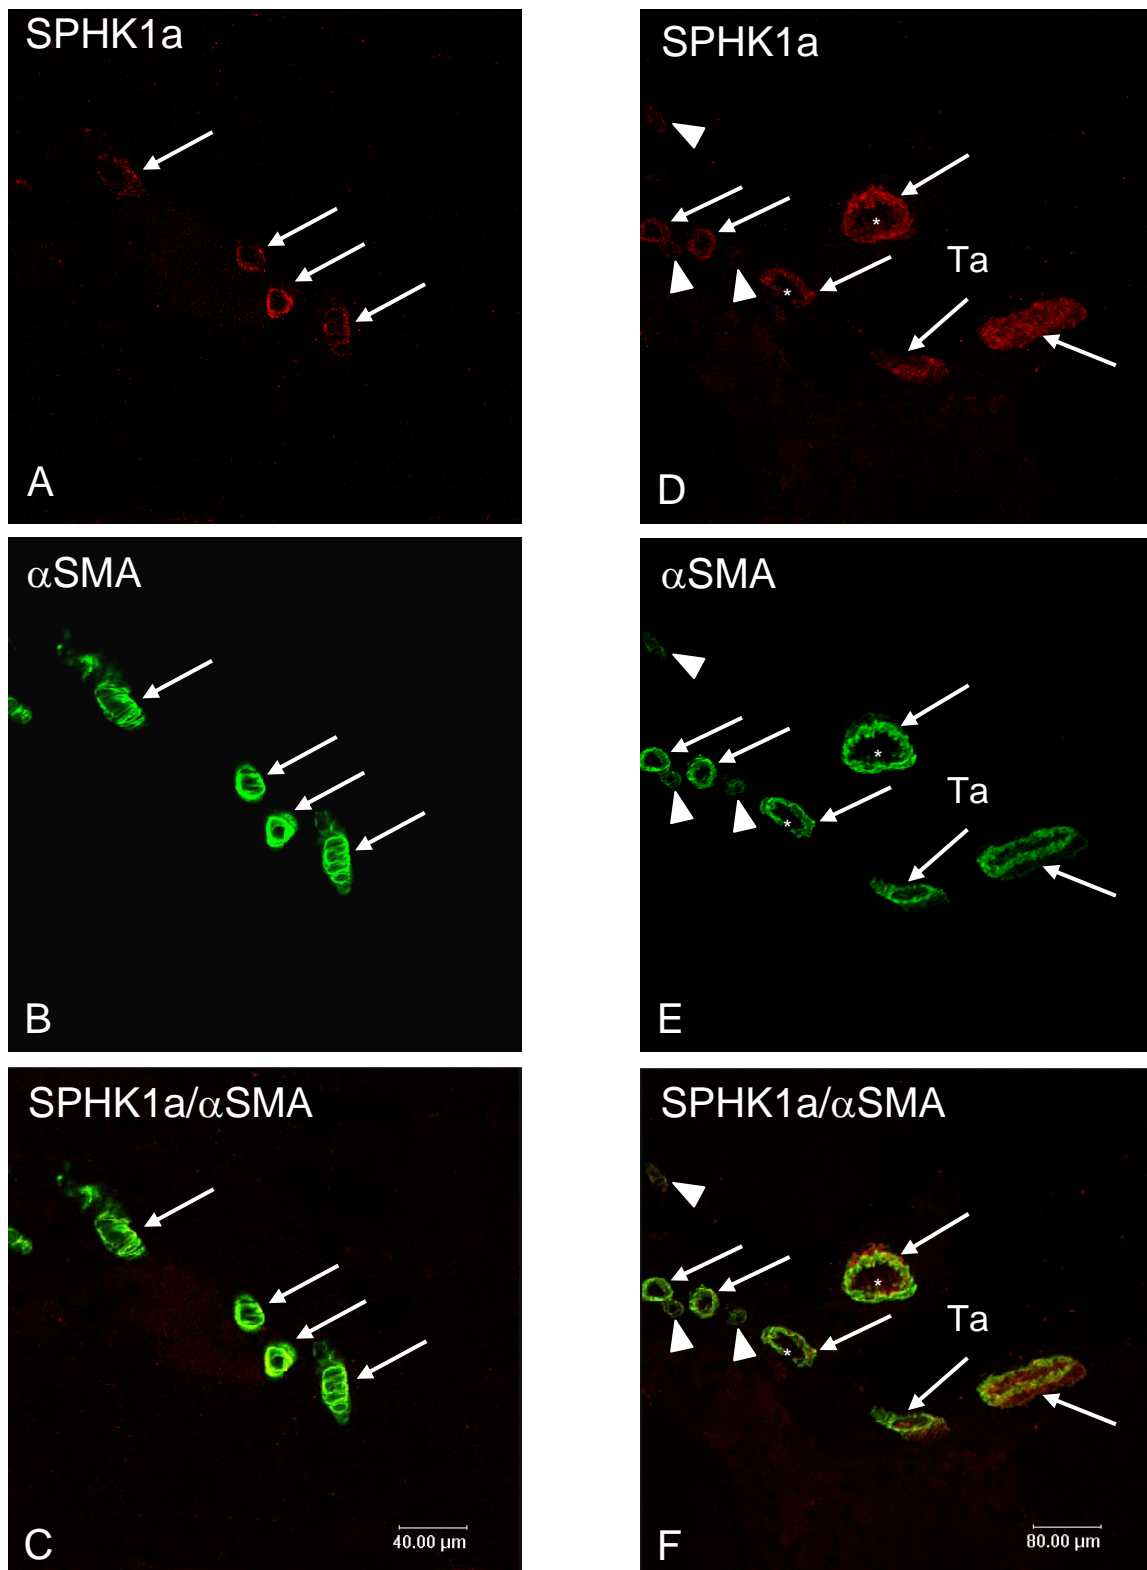 SPHK1a
A
αSMA
B
SPHK1a/αSMA
40.00 µm
C
SPHK1a
*
Ta
*
D
αSMA
*
Ta
*
E
SPHK1a/αSMA
*
Ta
*
80.00 µm
F